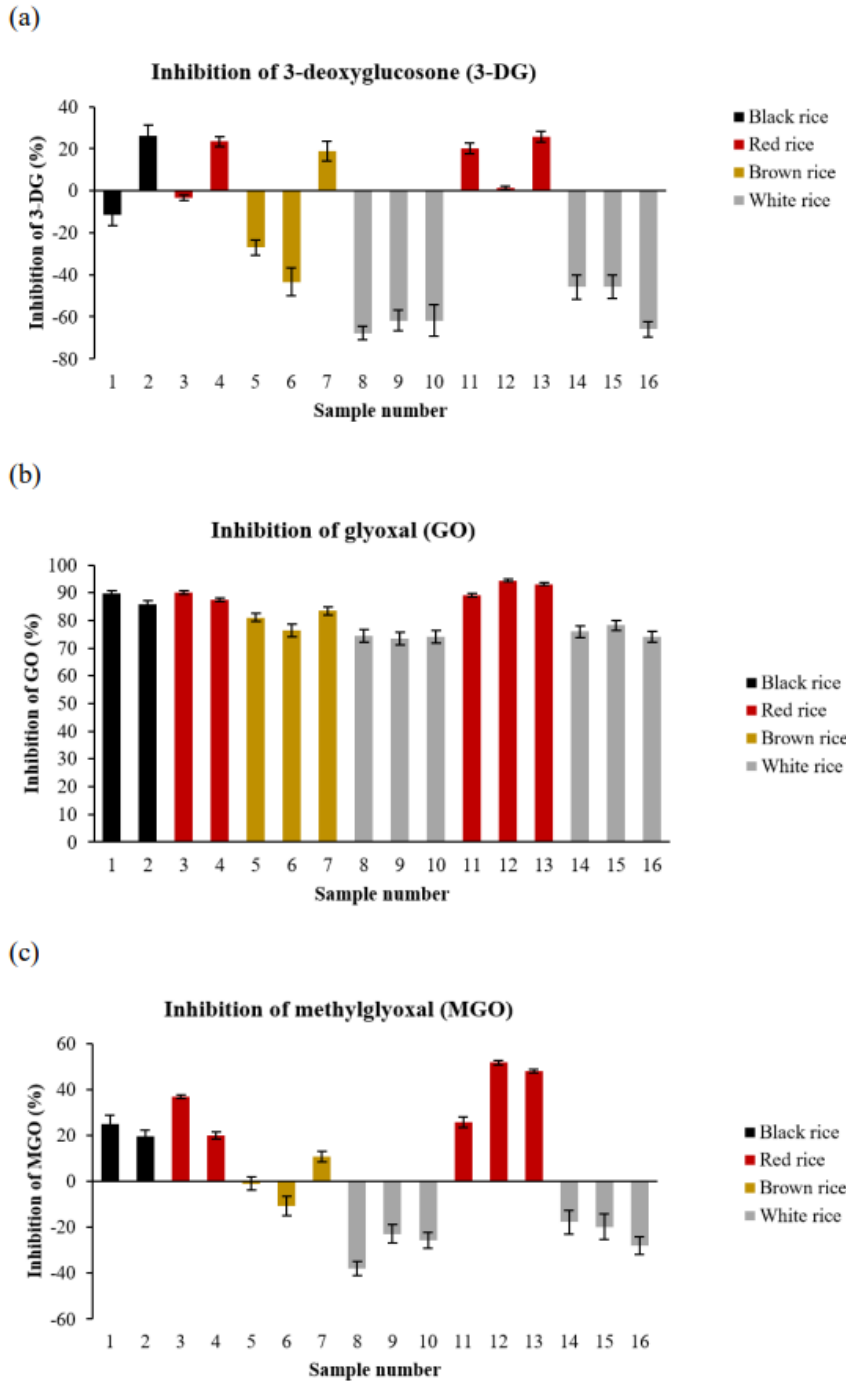 (a)
Inhibition of 3-deoxyglucosone (3-DG)
Inhibition of 3-DG (%)
40
20
0
-20
-40
-60
-80
1 2 3 4 5 6 7 8 9 10 11 12 13 14 15 16
Sample number
Black rice
Red rice
Brown rice
White rice
(b)
Inhibition of glyoxal (GO)
Inhibition of GO (%)
100
90
80
70
60
50
40
30
20
10
0
1 2 3 4 5 6 7 8 9 10 11 12 13 14 15 16
Sample number
Black rice
Red rice
Brown rice
White rice
(c)
Inhibition of methylglyoxal (MGO)
Inhibition of MGO (%)
60
40
20
0
-20
-40
-60
1 2 3 4 5 6 7 8 9 10 11 12 13 14 15 16
Sample number
Black rice
Red rice
Brown rice
White rice